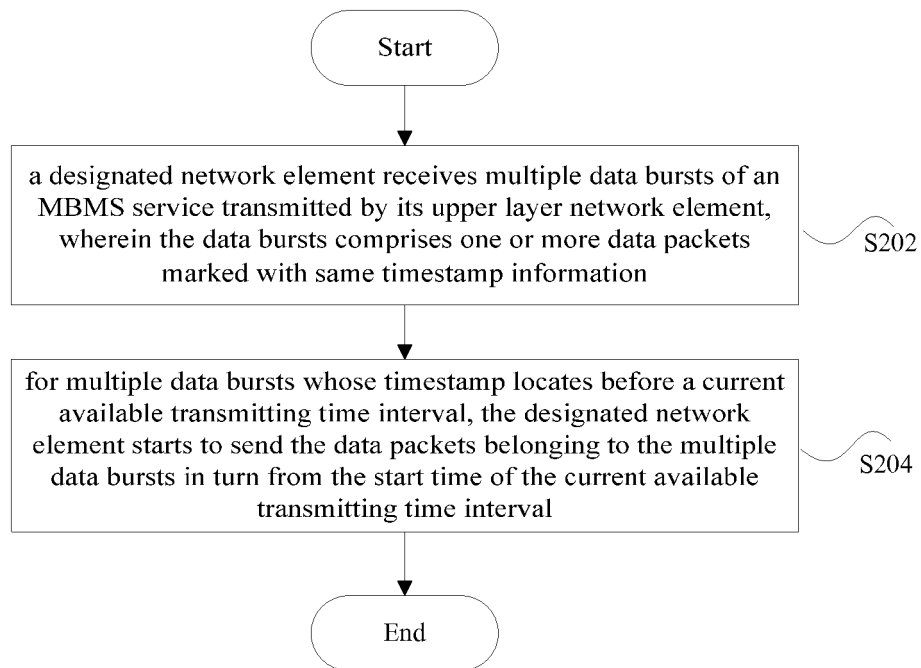 Start
a designated network element receives multiple data bursts of an
MBMS service transmitted by its upper layer network element,
wherein the data bursts comprises one or more data packets
marked with same timestamp information
S202
for multiple data bursts whose timestamp locates before a current
available transmitting time interval, the designated network
element starts to send the data packets belonging to the multiple
data bursts in turn from the start time of the current available
transmitting time interval
S204
End